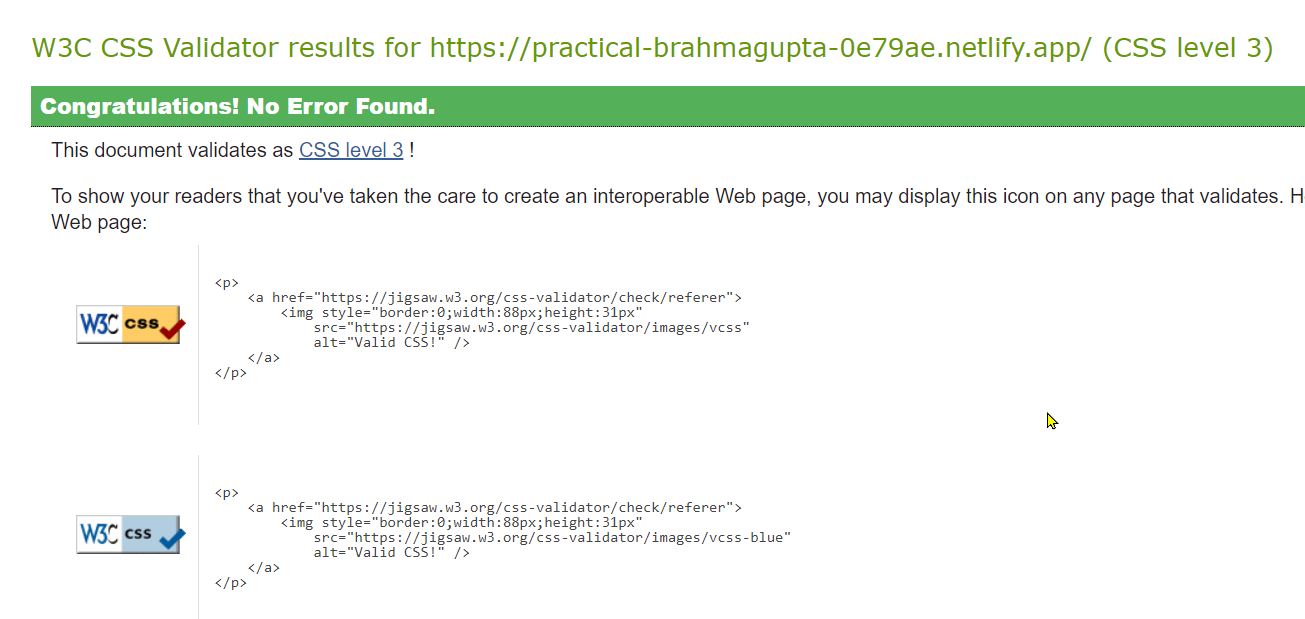 W3C CSS Validator results for https://practical-brahmagupta-0e79ae.netlify.app/ (CSS level 3)
Congratulations! No Error Found.
This document validates as CSS level 3 !
To show your readers that you've taken the care to create an interoperable Web page, you may display this icon on any page that validates. H
Web page:
W3C css
<p>
    <a href="https://jigsaw.w3.org/css-validator/check/referer">
        <img style="border:0;width:88px;height:31px"
            src="https://jigsaw.w3.org/css-validator/images/vcss"
            alt="Valid CSS!" />
    </a>
</p>
W3C css
<p>
    <a href="https://jigsaw.w3.org/css-validator/check/referer">
        <img style="border:0;width:88px;height:31px"
            src="https://jigsaw.w3.org/css-validator/images/vcss-blue"
            alt="Valid CSS!" />
    </a>
</p>